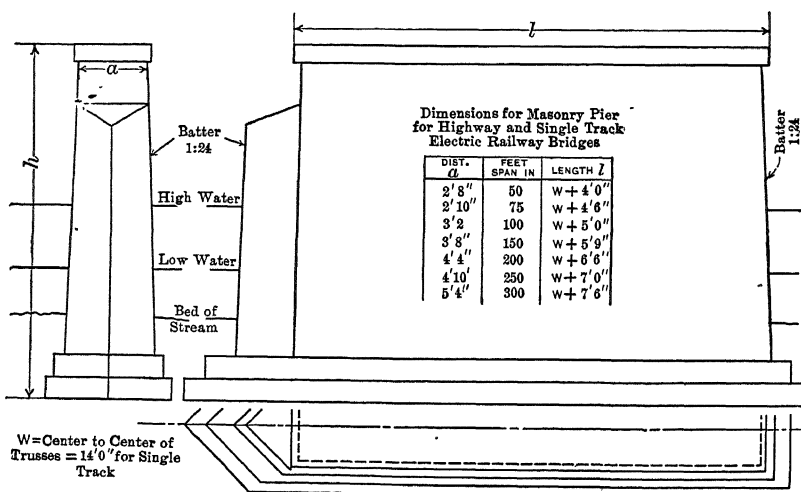 l
a
h
Batter
1:24
High Water
Low Water
Bed of
Stream
Dimensions for Masonry Pier
for Highway and Single Track
Electric Railway Bridges
DIST. a FEET SPAN IN LENGTH l
2'8" 50 W + 4'0"
2'10" 75 W + 4'6"
3'2 100 W + 5'0"
3'8" 150 W + 5'9"
4'4" 200 W + 6'6"
4'10' 250 W + 7'0"
5'4" 300 W + 7'6"
Batter
1:24
W=Center to Center of
Trusses = 14'0" for Single
Track